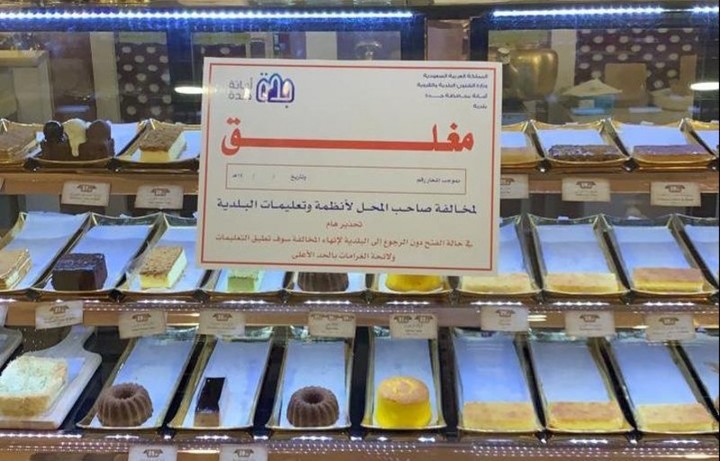 المملكة العربية السعودية
وزارة الشؤون البلدية والقروية
أمانة محافظة جدة
بلدية
أمانة جدة
مغلق
بموجب المحضر رقم
وتاريخ / / ١٤هـ
لمخالفة صاحب المحل لأنظمة وتعليمات البلدية
تحذير هام
في حالة الفتح دون الرجوع إلى البلدية لإنهاء المخالفة سوف تطبق التعليمات
ولائحة الغرامات بالحد الأعلى